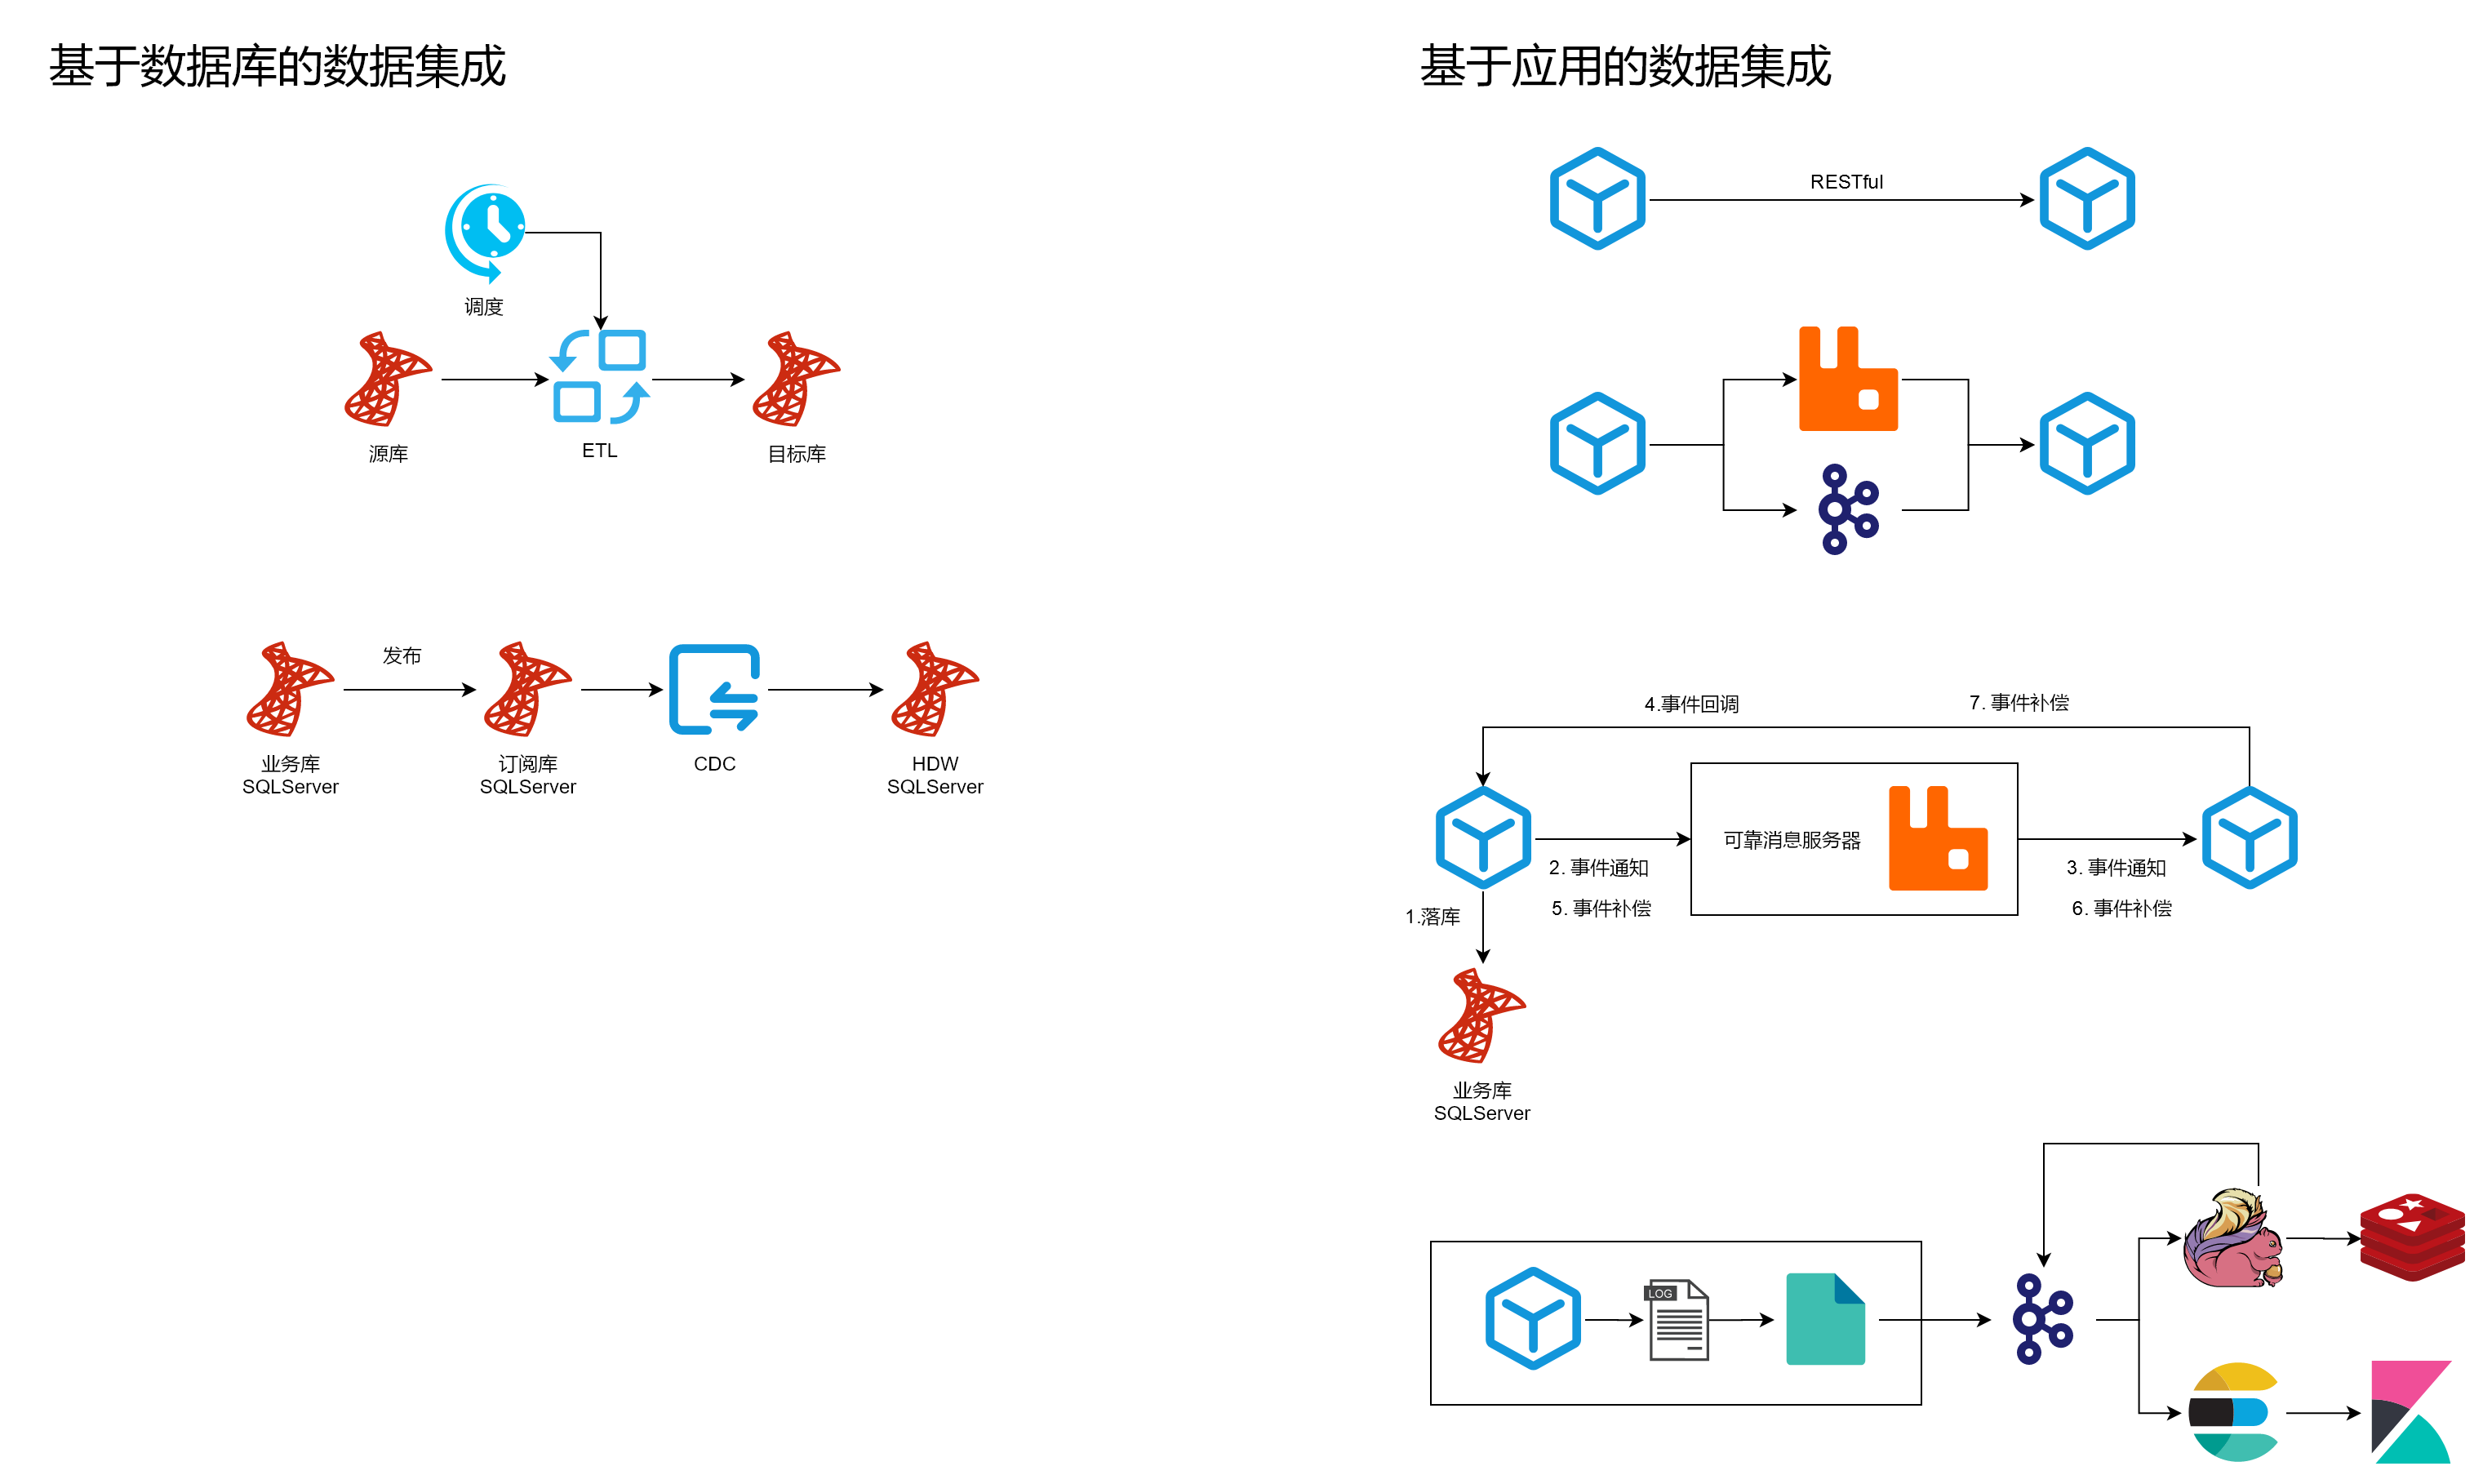 基于数据库的数据集成
调度
源库
ETL
目标库
发布
业务库
SQLServer
订阅库
SQLServer
CDC
HDW
SQLServer
基于应用的数据集成
RESTful
4.事件回调
7. 事件补偿
可靠消息服务器
2. 事件通知
5. 事件补偿
3. 事件通知
6. 事件补偿
1.落库
业务库
SQLServer
LOG